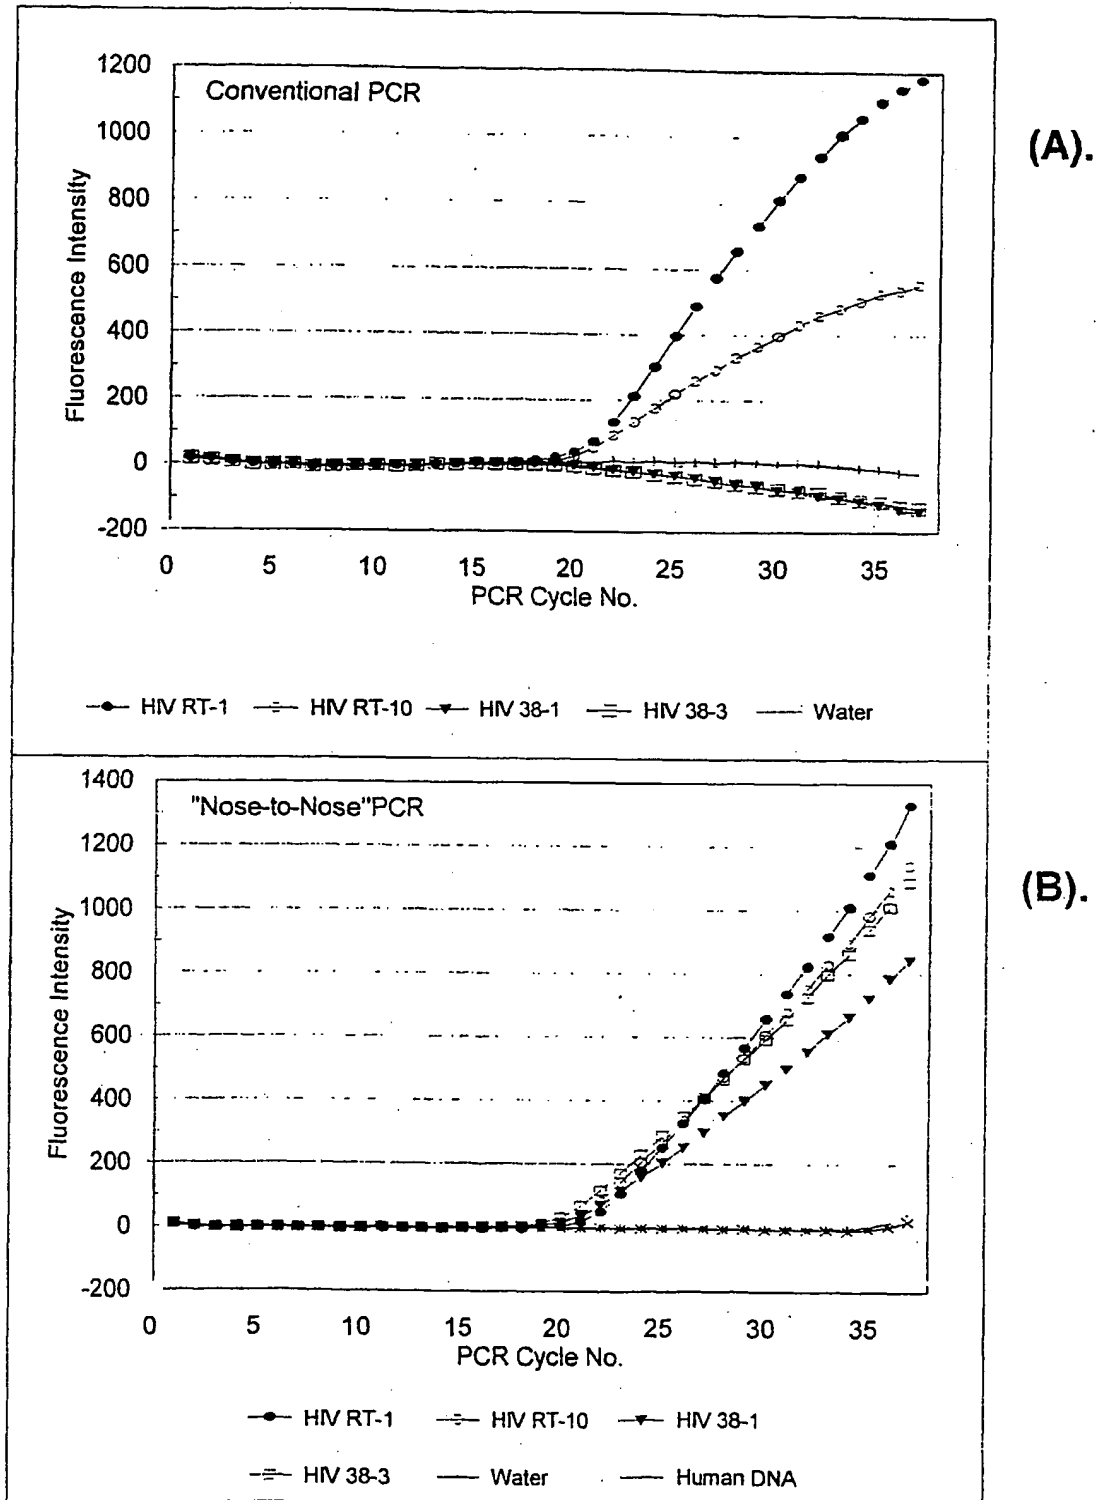 Conventional PCR
(A).
1200
1000
800
600
400
200
0
-200
Fluorescence Intensity
0 5 10 15 20 25 30 35
PCR Cycle No.
HIV RT-1 HIV RT-10 HIV 38-1 HIV 38-3 Water
"Nose-to-Nose"PCR
(B).
1400
1200
1000
800
600
400
200
0
-200
Fluorescence Intensity
0 5 10 15 20 25 30 35
PCR Cycle No.
HIV RT-1 HIV RT-10 HIV 38-1
HIV 38-3 Water Human DNA